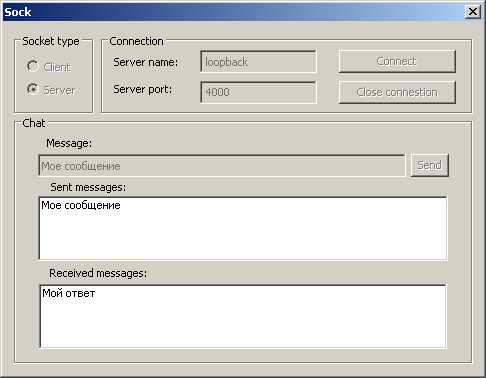 Sock
Socket type
Client
Server
Connection
Server name:
loopback
Connect
Server port:
4000
Close connestion
Chat
Message:
Мое сообщение
Send
Sent messages:
Мое сообщение
Received messages:
Мой ответ